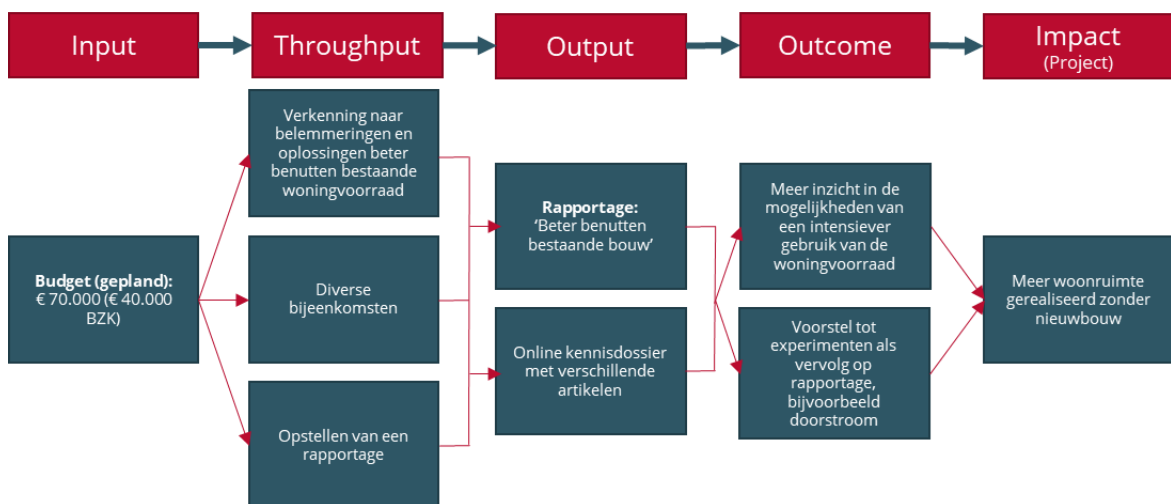 Input
Throughput
Output
Outcome
Impact
(Project)
Budget (gepland):
€ 70.000 (€ 40.000
BZK)
Verkenning naar
belemmeringen en
oplossingen beter
benutten bestaande
woningvoorraad
Diverse
bijeenkomsten
Opstellen van een
rapportage
Rapportage:
‘Beter benutten
bestaande bouw’
Online kennisdossier
met verschillende
artikelen
Meer inzicht in de
mogelijkheden van
een intensiever
gebruik van de
woningvoorraad
Voorstel tot
experimenten als
vervolg op
rapportage,
bijvoorbeeld
doorstroom
Meer woonruimte
gerealiseerd zonder
nieuwbouw